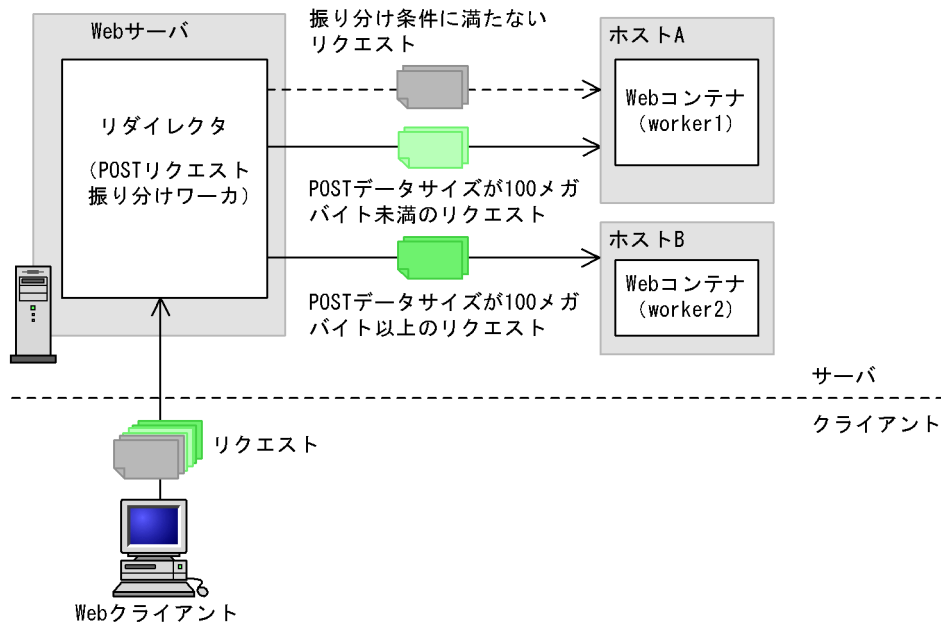 Webサーバ
リダイレクタ
(POSTリクエスト
振り分けワーカ)
振り分け条件に満たない
リクエスト
POSTデータサイズが100メガ
バイト未満のリクエスト
POSTデータサイズが100メガ
バイト以上のリクエスト
ホストA
Webコンテナ
(worker1)
ホストB
Webコンテナ
(worker2)
サーバ
クライアント
リクエスト
Webクライアント